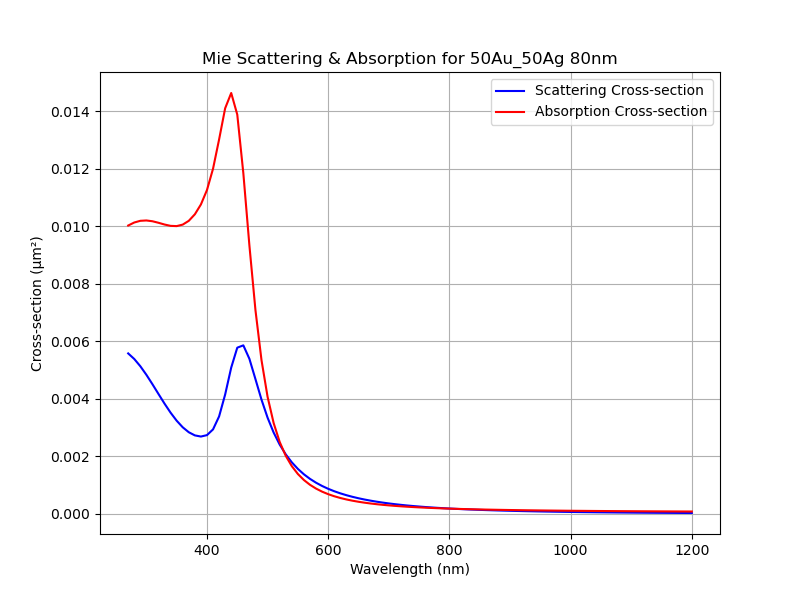 Mie Scattering & Absorption for 50Au_50Ag 80nm
Scattering Cross-section
Absorption Cross-section
0.014
0.012
0.010
0.008
0.006
0.004
0.002
0.000
Cross-section (μm²)
400 600 800 1000 1200
Wavelength (nm)